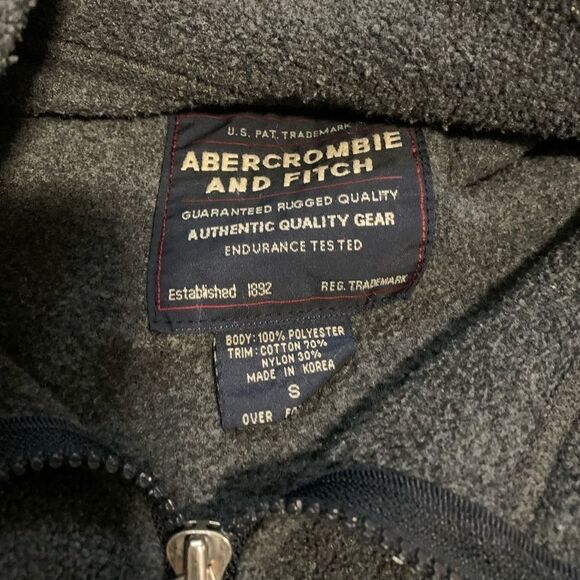 U.S. PAT. TRADEMARK
ABERCROMBIE
AND FITCH
GUARANTEED RUGGED QUALITY
AUTHENTIC QUALITY GEAR
ENDURANCE TESTED
Established 1892 REG. TRADEMARK
BODY: 100% POLYESTER
TRIM: COTTON 70%
NYLON 30%
MADE IN KOREA
S
OVER